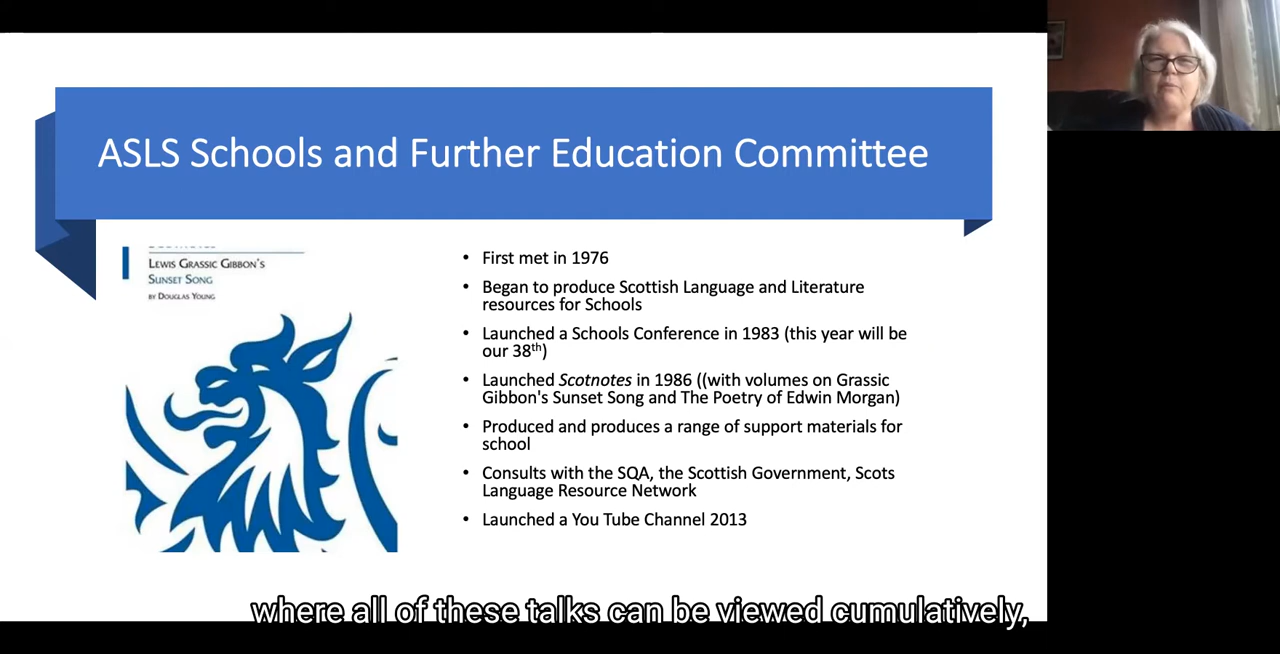 ASLS Schools and Further Education Committee
LEWIS GRASSIC GIBBON'S
SUNSET SONG
BY DOUGLAS YOUNG
• First met in 1976
• Began to produce Scottish Language and Literature
resources for Schools
• Launched a Schools Conference in 1983 (this year will be
our 38th)
• Launched Scotnotes in 1986 ((with volumes on Grassic
Gibbon's Sunset Song and The Poetry of Edwin Morgan)
• Produced and produces a range of support materials for
school
• Consults with the SQA, the Scottish Government, Scots
Language Resource Network
• Launched a You Tube Channel 2013
where all of these talks can be viewed cumulatively,